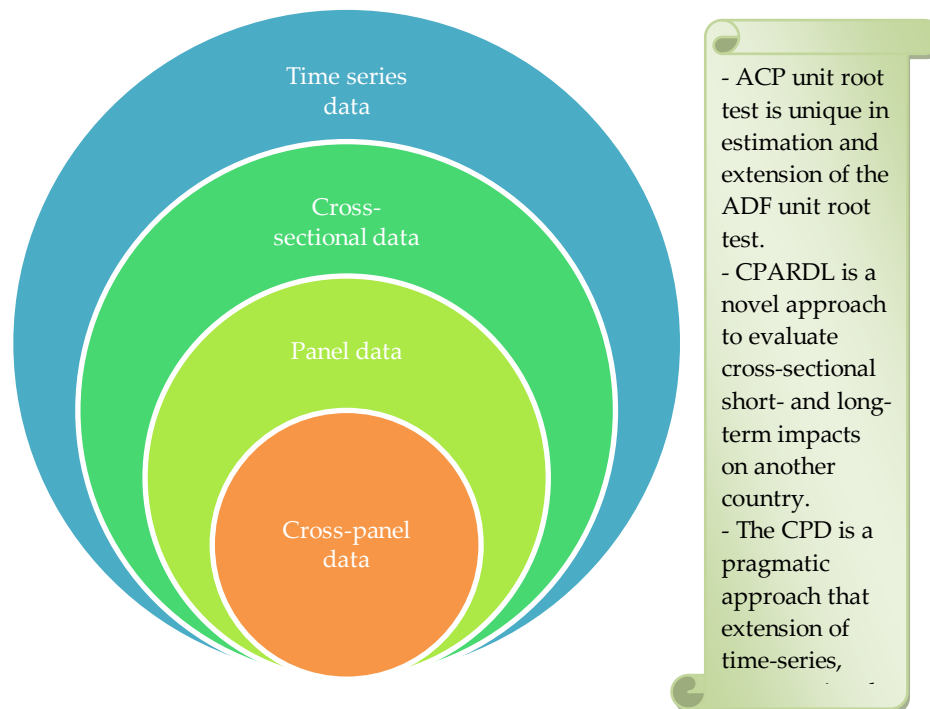 Time series
data
Cross-
sectional data
Panel data
Cross-panel
data
- ACP unit root
test is unique in
estimation and
extension of the
ADF unit root
test.
- CPARDL is a
novel approach
to evaluate
cross-sectional
short- and long-
term impacts
on another
country.
- The CPD is a
pragmatic
approach that
extension of
time-series,